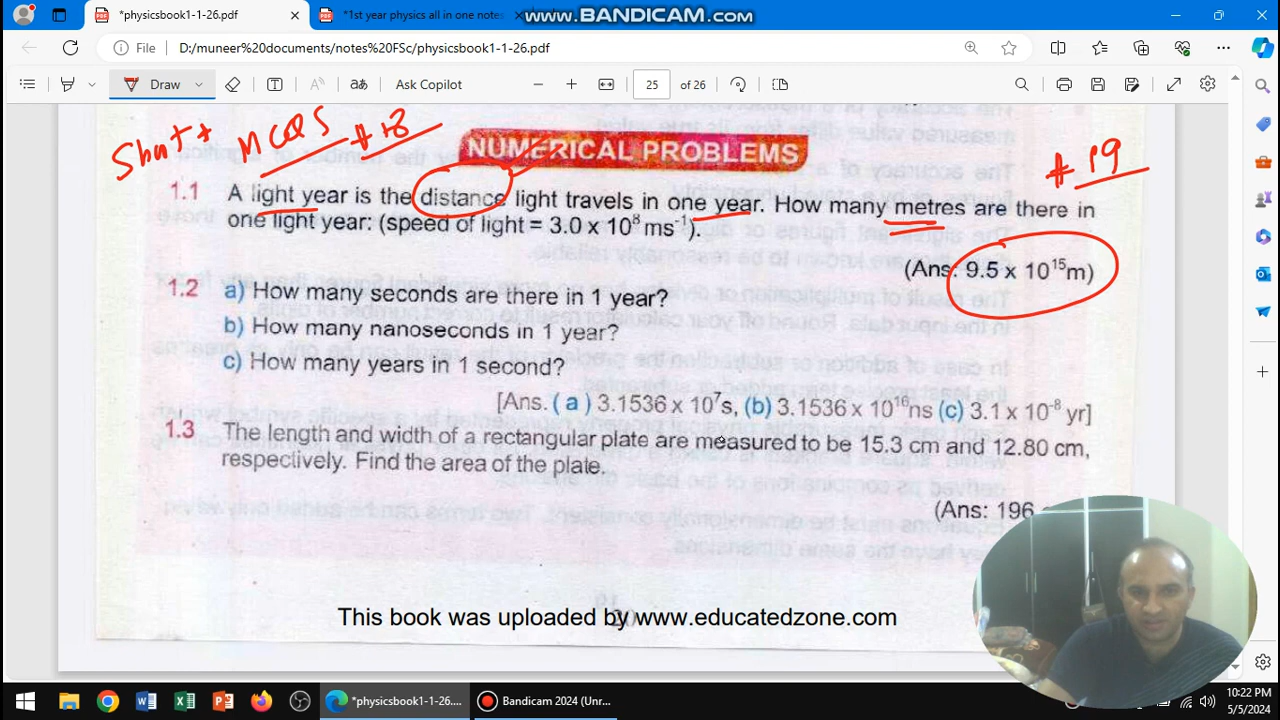 *physicsbook1-1-26.pdf
*1st year physics all in one notes
www.BANDICAM.com
File
D:/muneer%20documents/notes%20FSc/physicsbook1-1-26.pdf
Draw
Ask Copilot
25
of 26
Short
MCQS
#18
#19
NUMERICAL PROBLEMS
1.1 A light year is the distance light travels in one year. How many metres are there in
one light year. (speed of light = 3.0 x 10⁸ ms⁻¹).
(Ans: 9.5 x 10¹⁵m)
1.2 a) How many seconds are there in 1 year?
b) How many nanoseconds in 1 year?
c) How many years in 1 second?
[Ans. ( a ) 3.1536 x 10⁷s, (b) 3.1536 x 10¹⁶ns (c) 3.1 x 10⁻⁸ yr]
1.3 The length and width of a rectangular plate are measured to be 15.3 cm and 12.80 cm,
respectively. Find the area of the plate.
(Ans: 196
This book was uploaded by www.educatedzone.com
*physicsbook1-1-26....
Bandicam 2024 (Unr...
10:22 PM
5/5/2024